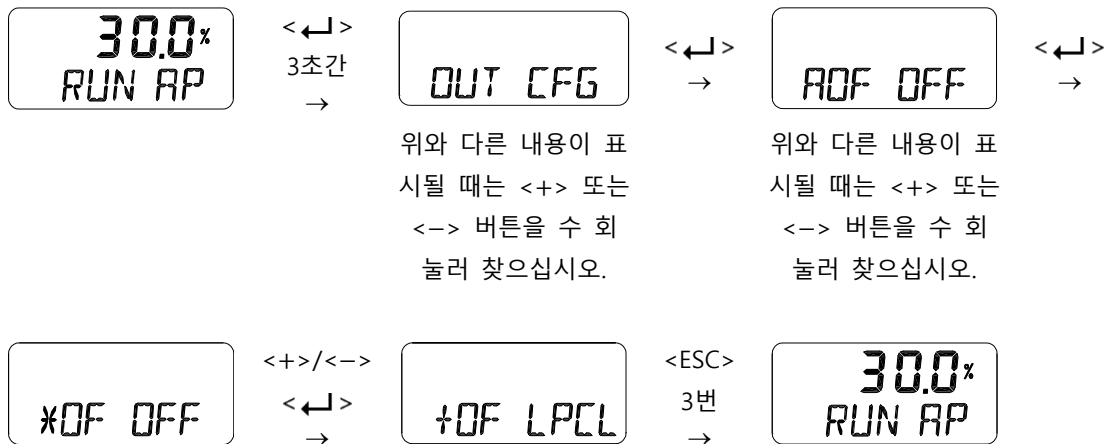 30.0%
RUN AP
<↵>
3초간
→
OUT CFG
위와 다른 내용이 표
시될 때는 <+> 또는
<−> 버튼을 수 회
눌러 찾으십시오.
<↵>
→
AOF OFF
위와 다른 내용이 표
시될 때는 <+> 또는
<−> 버튼을 수 회
눌러 찾으십시오.
<↵>
→
*OF OFF
<+>/<−>
<↵>
→
+OF LPCL
<ESC>
3번
→
30.0%
RUN AP